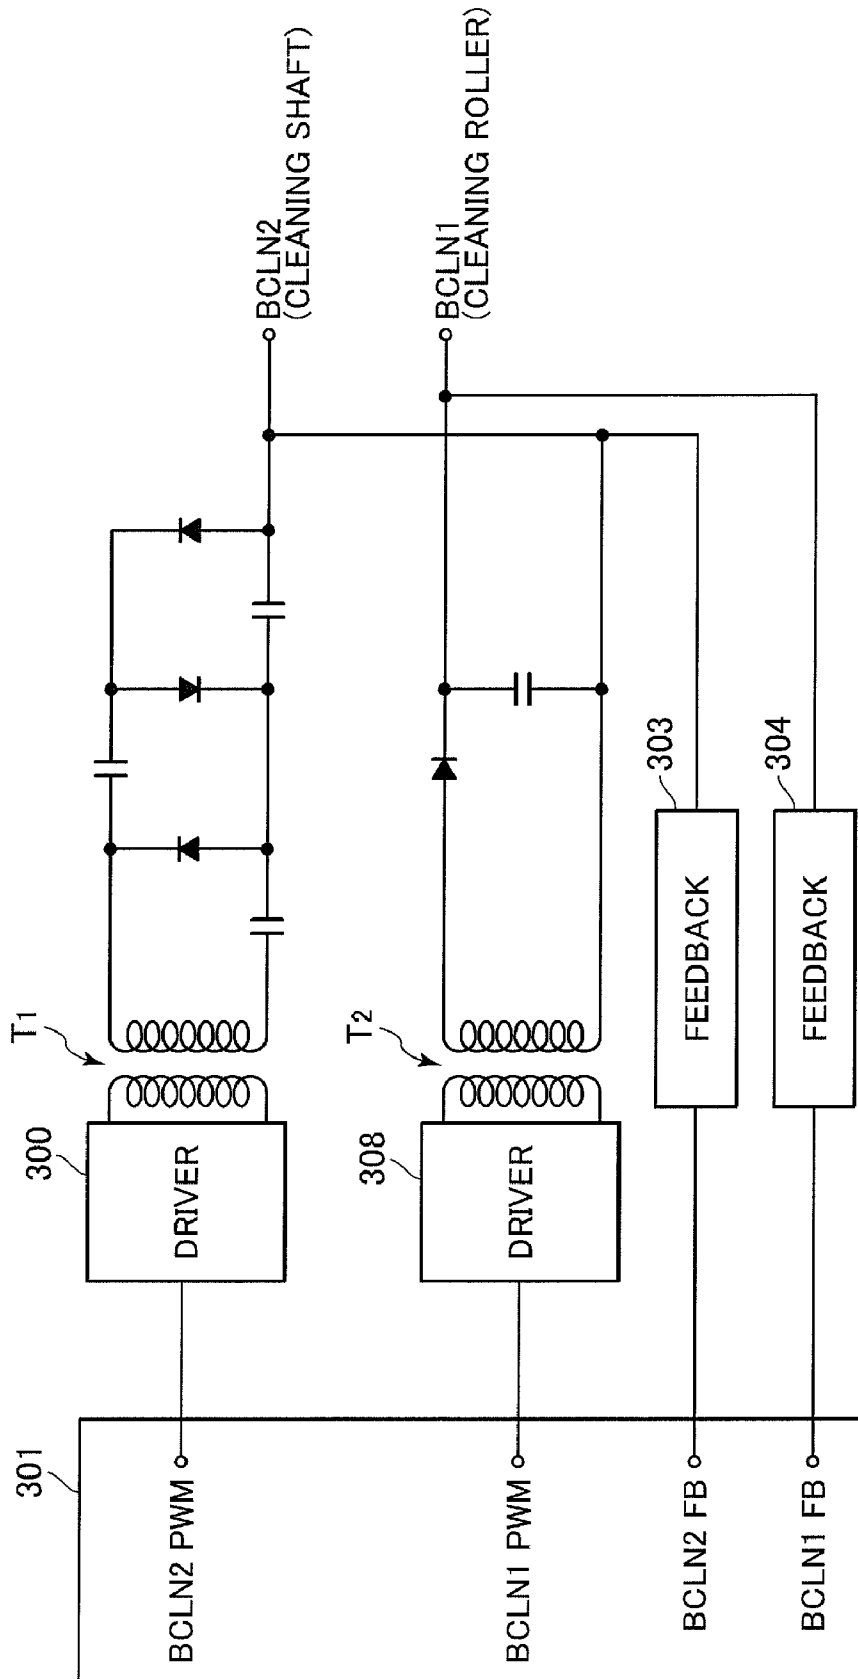 301
BCLN2 PWM
BCLN1 PWM
BCLN2 FB
BCLN1 FB
300
DRIVER
308
DRIVER
T1
T2
303
FEEDBACK
304
FEEDBACK
BCLN2
(CLEANING SHAFT)
BCLN1
(CLEANING ROLLER)